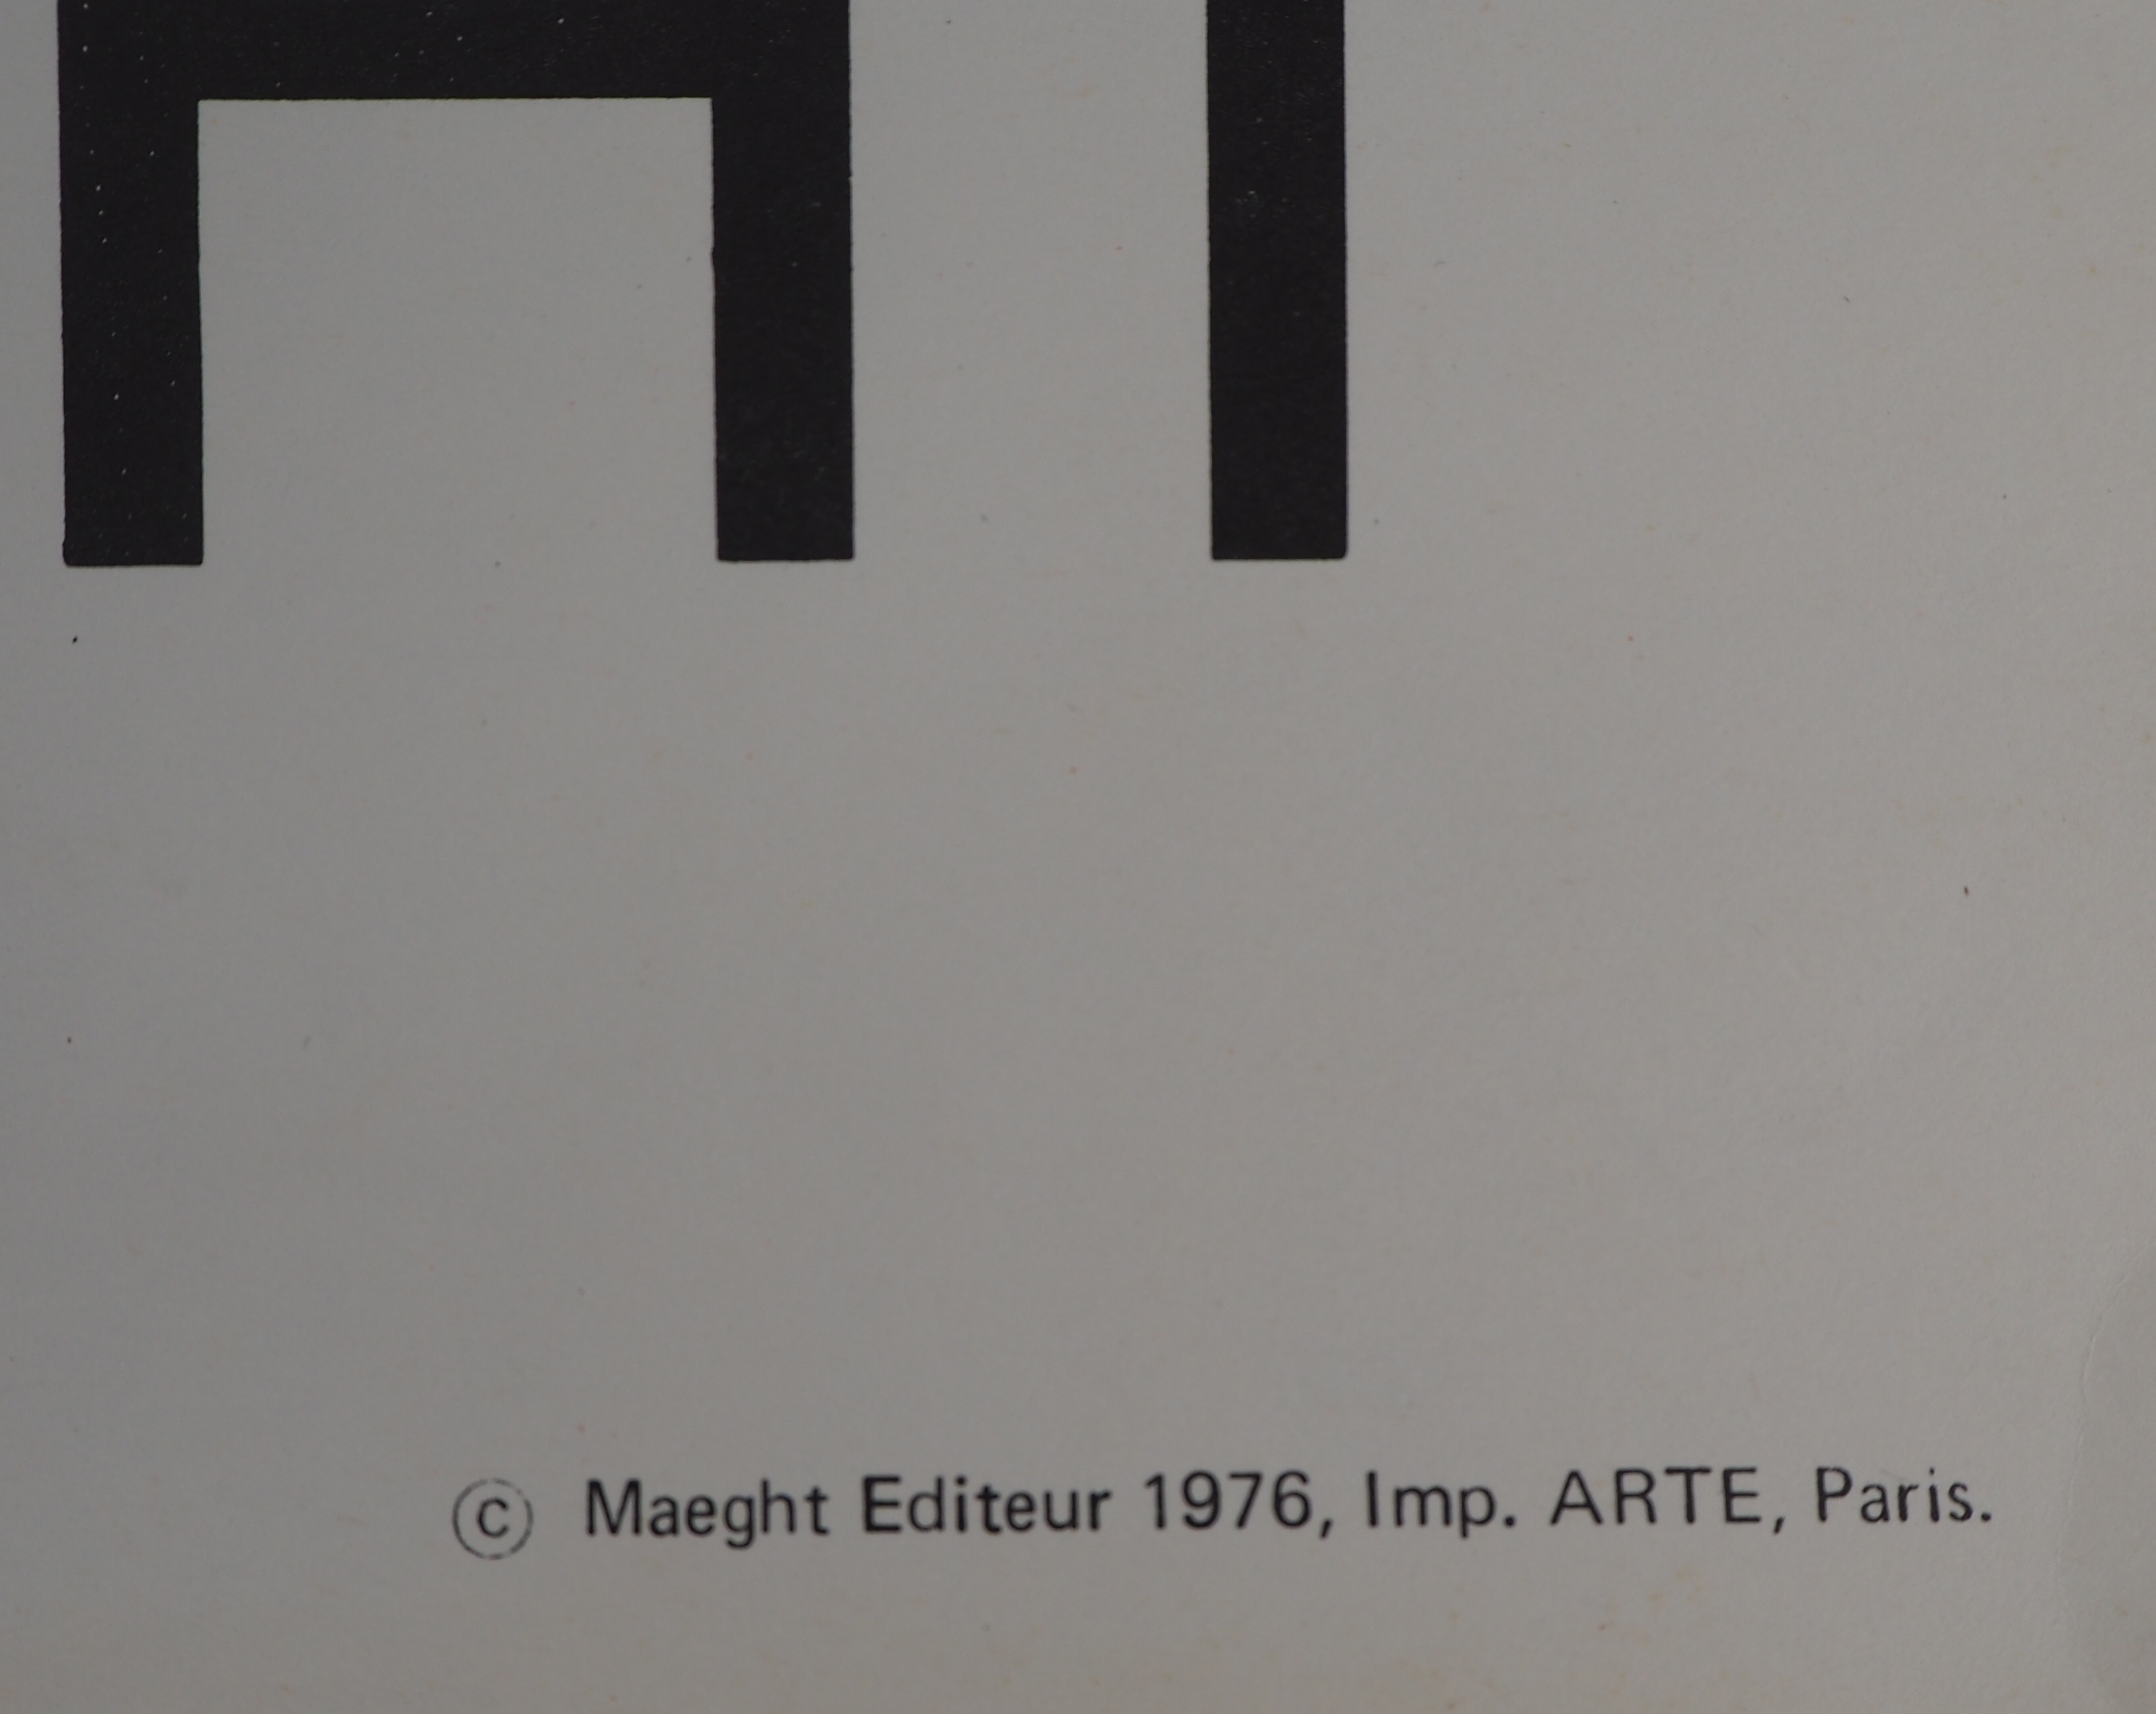 © Maeght Editeur 1976, Imp. ARTE, Paris.